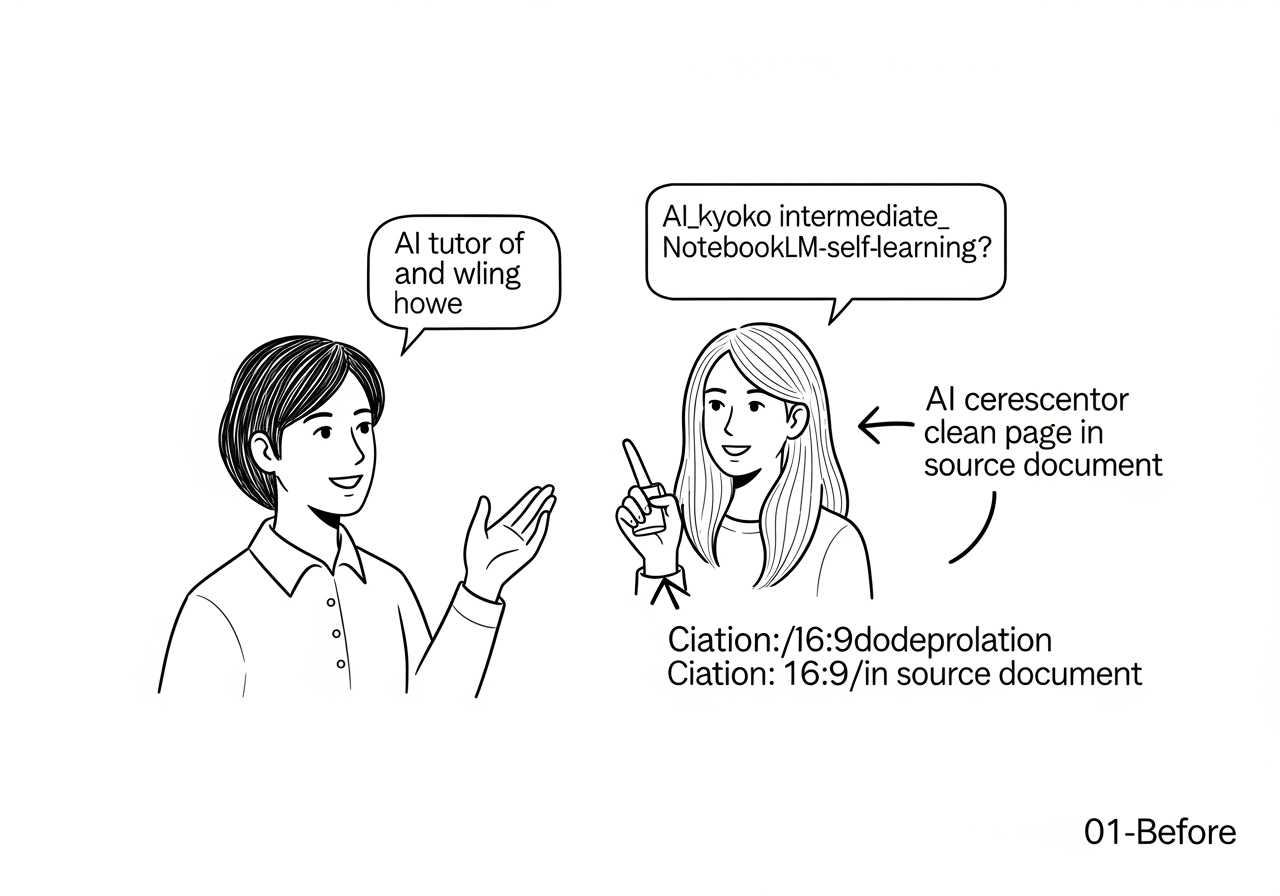 AI tutor of
and wling
howe
AI_kyoko intermediate_
NotebookLM-self-learning?
AI cerescentor
clean page in
source document
Ciation:/16:9dodeprolation
Ciation: 16:9/in source document
01-Before